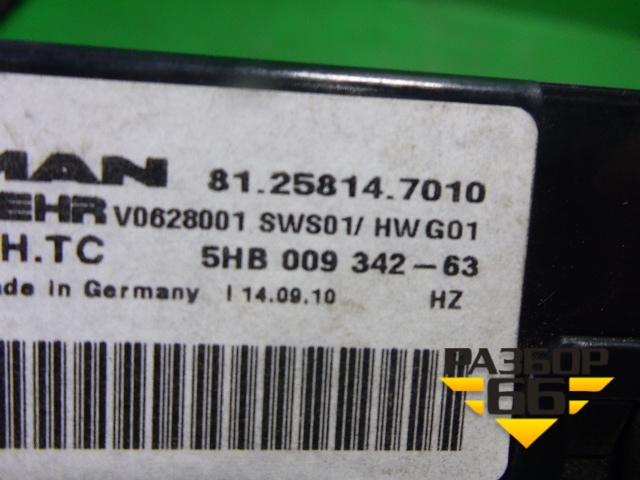 MAN 81.25814.7010
EHR V0628001 SWS01/ HWG01
H.TC 5HB 009 342-63
ade in Germany I 14.09.10 HZ
РАЗБОР
66